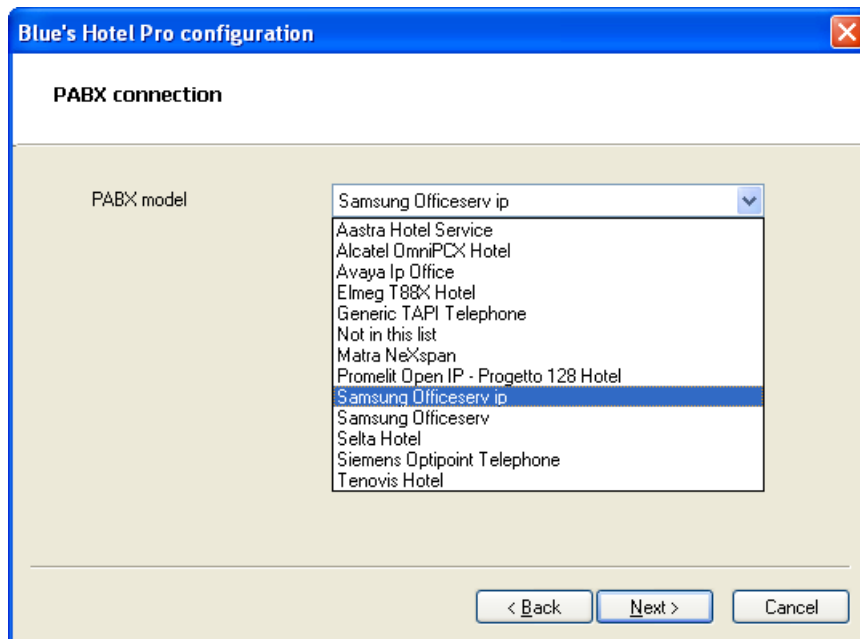 Blue's Hotel Pro configuration
PABX connection
PABX model
Samsung Officeserv ip
Aastra Hotel Service
Alcatel OmniPCX Hotel
Avaya Ip Office
Elmeg T88X Hotel
Generic TAPI Telephone
Not in this list
Matra NeXspan
Promelit Open IP - Progetto 128 Hotel
Samsung Officeserv ip
Samsung Officeserv
Selta Hotel
Siemens Optipoint Telephone
Tenovis Hotel
< Back Next > Cancel